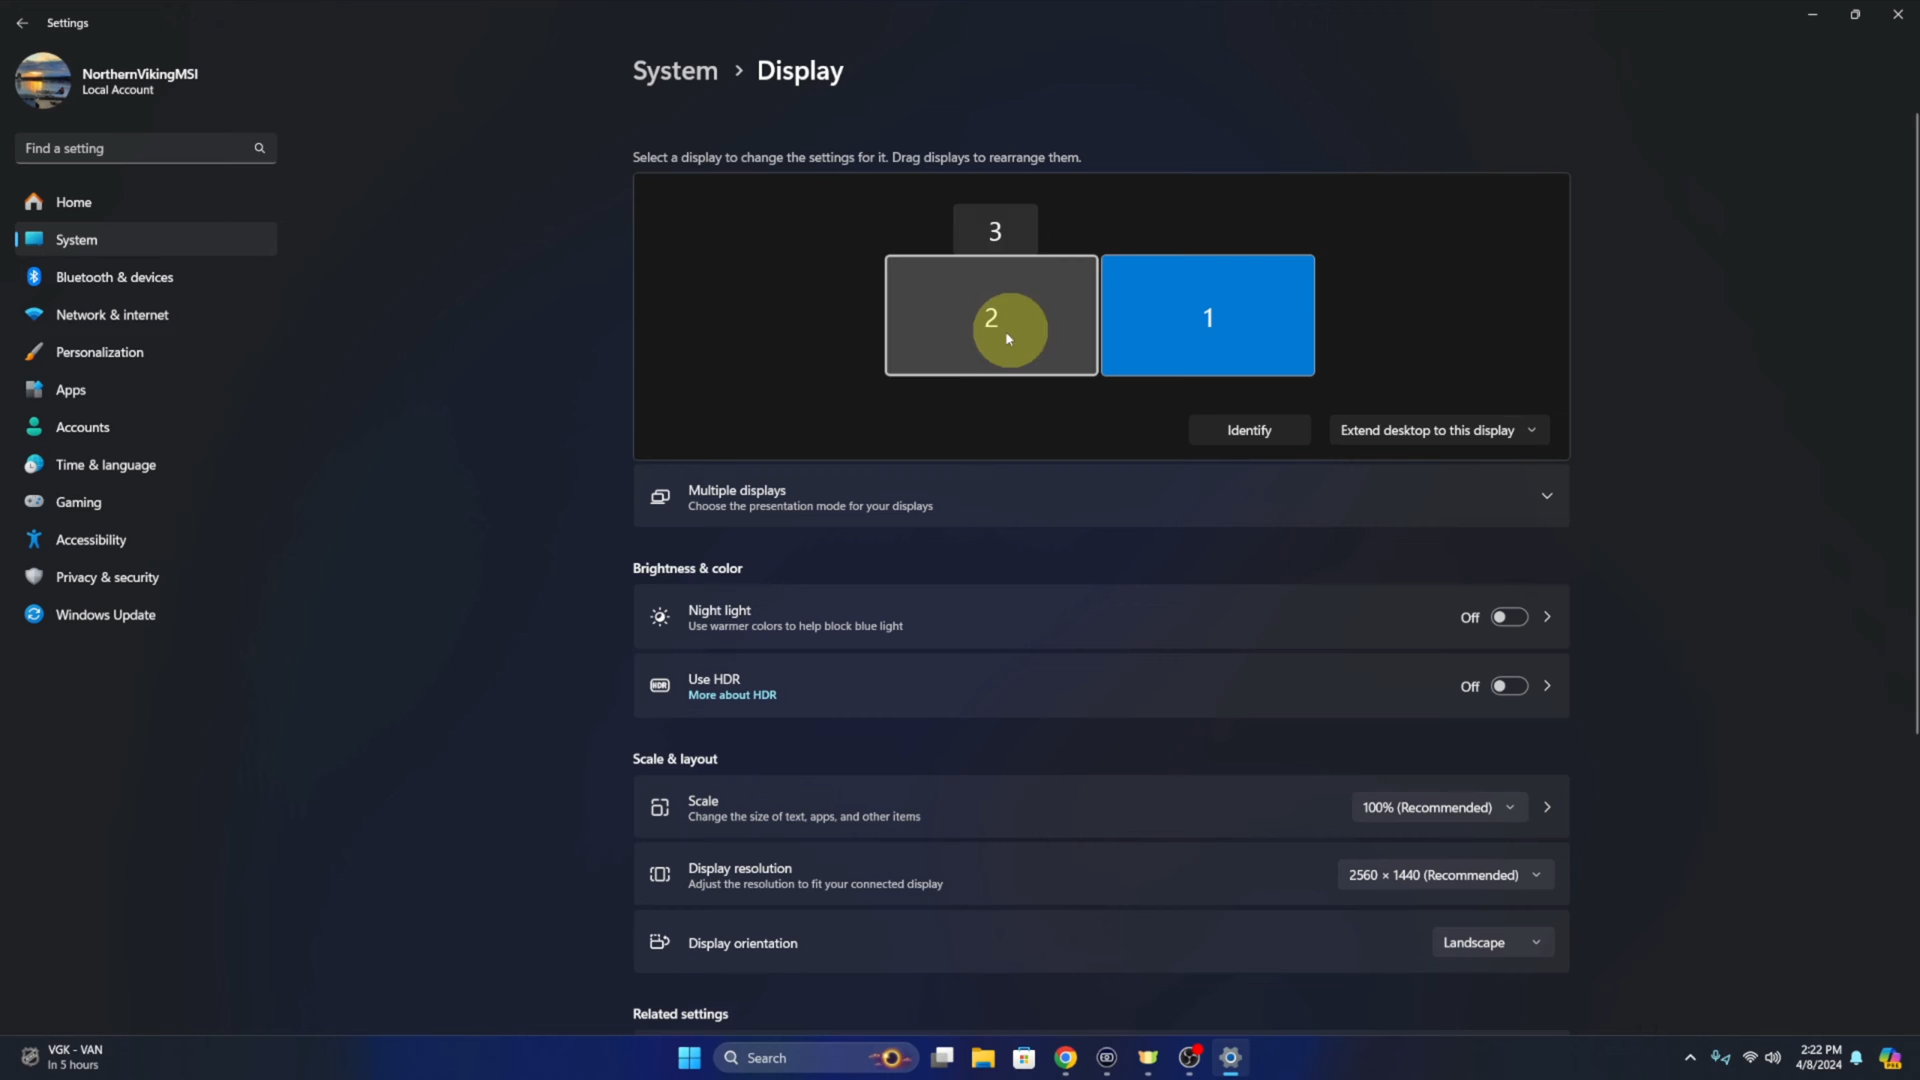 Settings
NorthernVikingMSI
Local Account
Find a setting
Home
System
Bluetooth & devices
Network & internet
Personalization
Apps
Accounts
Time & language
Gaming
Accessibility
Privacy & security
Windows Update
System > Display
Select a display to change the settings for it. Drag displays to rearrange them.
3
2
1
Identify
Extend desktop to this display
Multiple displays
Choose the presentation mode for your displays
Brightness & color
Night light
Use warmer colors to help block blue light
Off
HDR
Use HDR
More about HDR
Off
Scale & layout
Scale
Change the size of text, apps, and other items
100% (Recommended)
Display resolution
Adjust the resolution to fit your connected display
2560 × 1440 (Recommended)
Display orientation
Landscape
Related settings
VGK - VAN
In 5 hours
Search
2:22 PM
4/8/2024